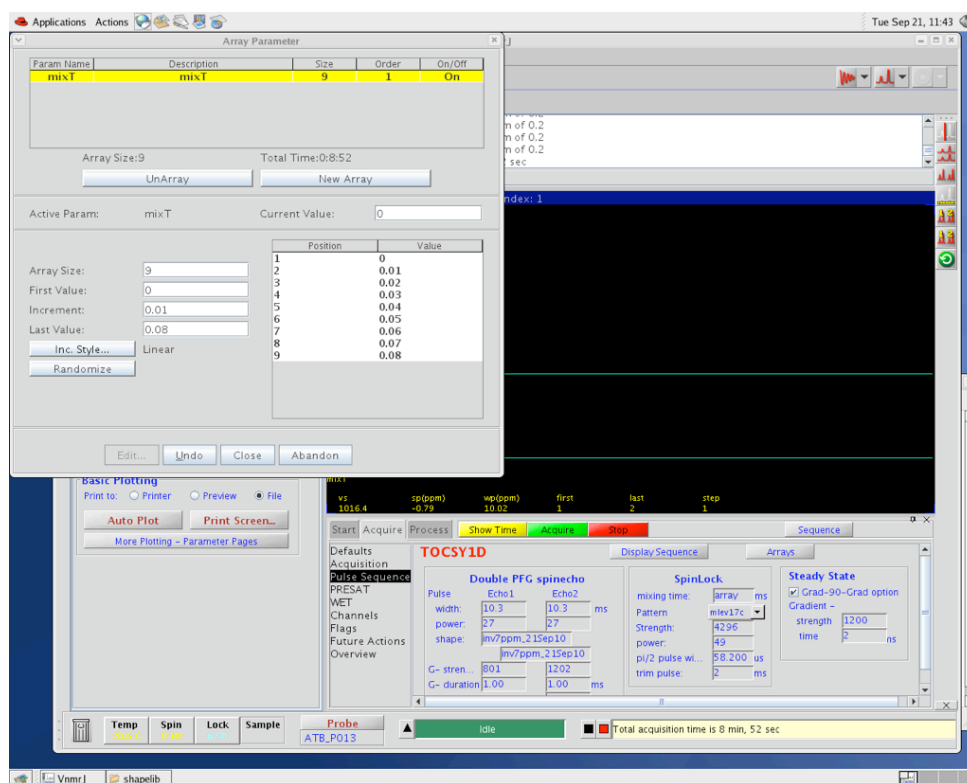 Applications Actions Tue Sep 21, 11:43
Array Parameter
Param Name Description Size Order On/Off
mixT mixT 9 1 On
Array Size:9 Total Time:0:8:52
UnArray New Array
Active Param: mixT Current Value: 0
Position Value
1 0
2 0.01
3 0.02
4 0.03
5 0.04
6 0.05
7 0.06
8 0.07
9 0.08
Array Size: 9
First Value: 0
Increment: 0.01
Last Value: 0.08
Inc. Style... Linear
Randomize
Edit... Undo Close Abandon
J
m of 0.2
m of 0.2
m of 0.2
sec
ndex: 1
Basic Plotting
Print to: Printer Preview File
Auto Plot Print Screen...
More Plotting – Parameter Pages
mixT
vs sp(ppm) wp(ppm) first last step
1016.4 -0.79 10.02 1 2 1
Start Acquire Process Show Time Acquire Stop Sequence
Defaults
Acquisition
Pulse Sequence
PRESAT
WET
Channels
Flags
Future Actions
Overview
TOCSY1D Display Sequence Arrays
Double PFG spinecho
Pulse Echo1 Echo2
width: 10.3 10.3 ms
power: 27 27
shape: inv7ppm_21Sep10
inv7ppm_21Sep10
G– stren... 801 1202
G– duration 1.00 1.00 ms
SpinLock
mixing time: array ms
Pattern mlev17c
Strength: 4296
power: 49
pi/2 pulse wi... 58.200 us
trim pulse: 2 ms
Steady State
Grad-90-Grad option
Gradient –
strength 1200
time 2 ms
Temp Spin Lock Sample Probe
ATB_P013
Idle
Total acquisition time is 8 min, 52 sec
VnmrJ shapelib